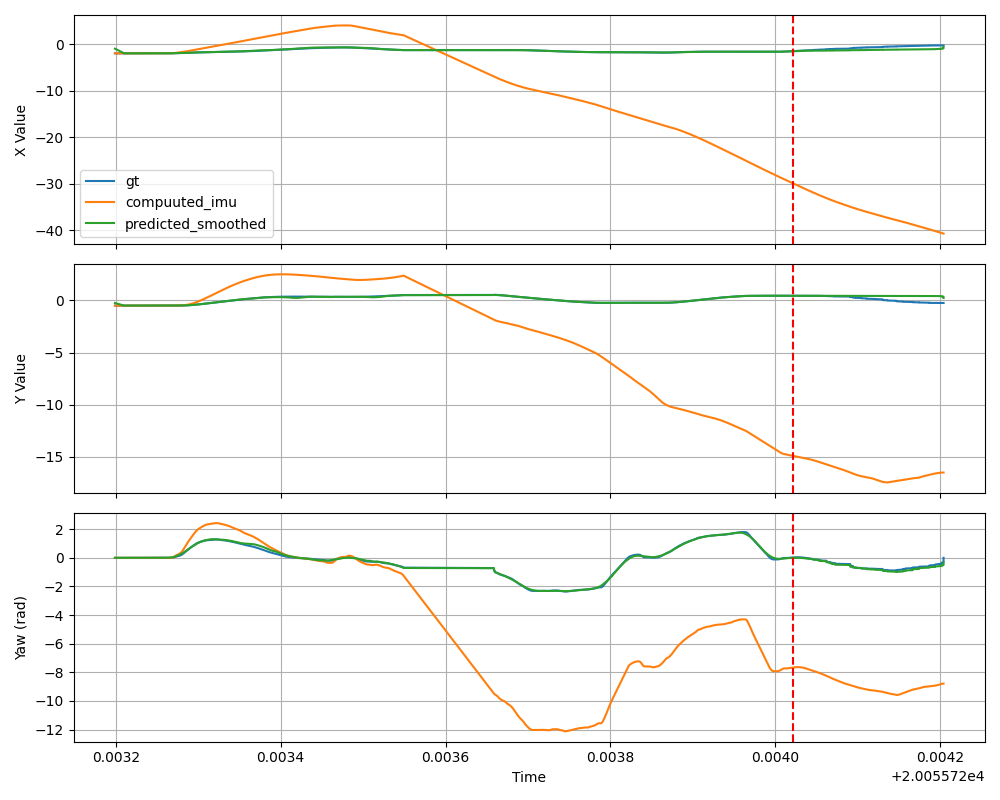 X Value
0
−10
−20
−30
−40
gt
compuuted_imu
predicted_smoothed
Y Value
0
−5
−10
−15
Yaw (rad)
2
0
−2
−4
−6
−8
−10
−12
0.0032 0.0034 0.0036 0.0038 0.0040 0.0042
Time
+2.005572e4